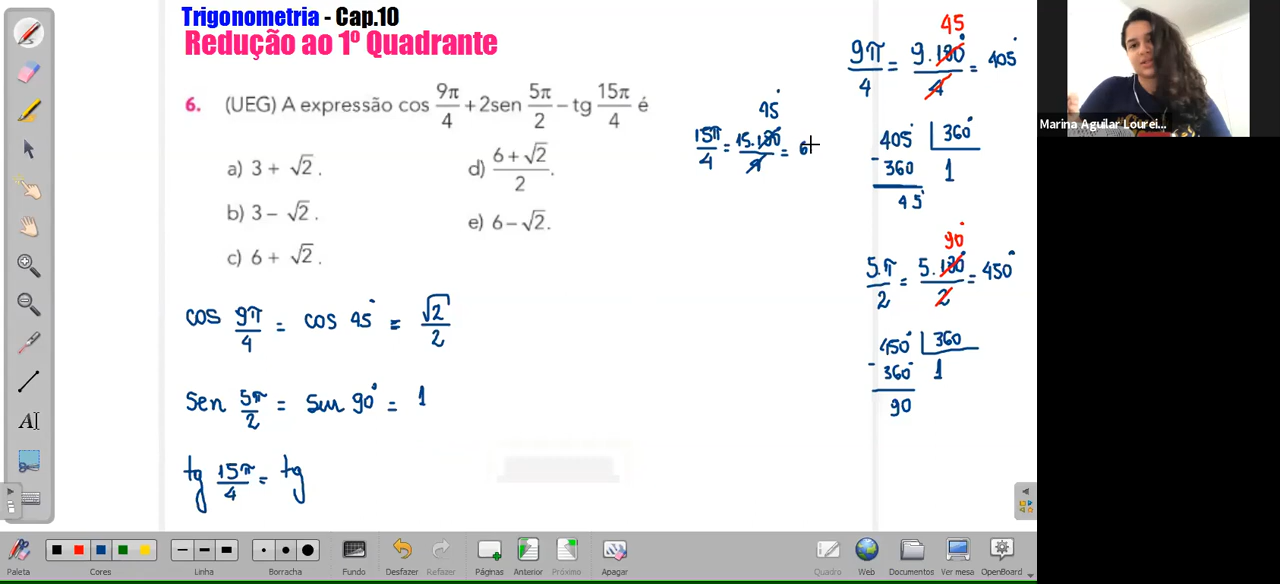 Trigonometria - Cap.10
Redução ao 1º Quadrante
6. (UEG) A expressão cos 9π/4 + 2sen 5π/2 − tg 15π/4 é
a) 3 + √2.
b) 3 − √2.
c) 6 + √2.
d) (6 + √2)/2.
e) 6 − √2.
cos 9π/4 = cos 45° = √2/2
sen 5π/2 = sen 90° = 1
tg 15π/4 = tg
45°
15π/4 = 15.180/4 = 6
45
9π/4 = 9.180°/4 = 405°
405° 360°
- 360 1
45°
90°
5.π/2 = 5.180°/2 = 450°
450° 360
- 360° 1
90
Marina Aguilar Lourei...
A
Paleta
Cores
Linha
Borracha
Fundo
Desfazer
Refazer
Páginas
Anterior
Próximo
Apagar
Quadro
Web
Documentos
Ver mesa
OpenBoard